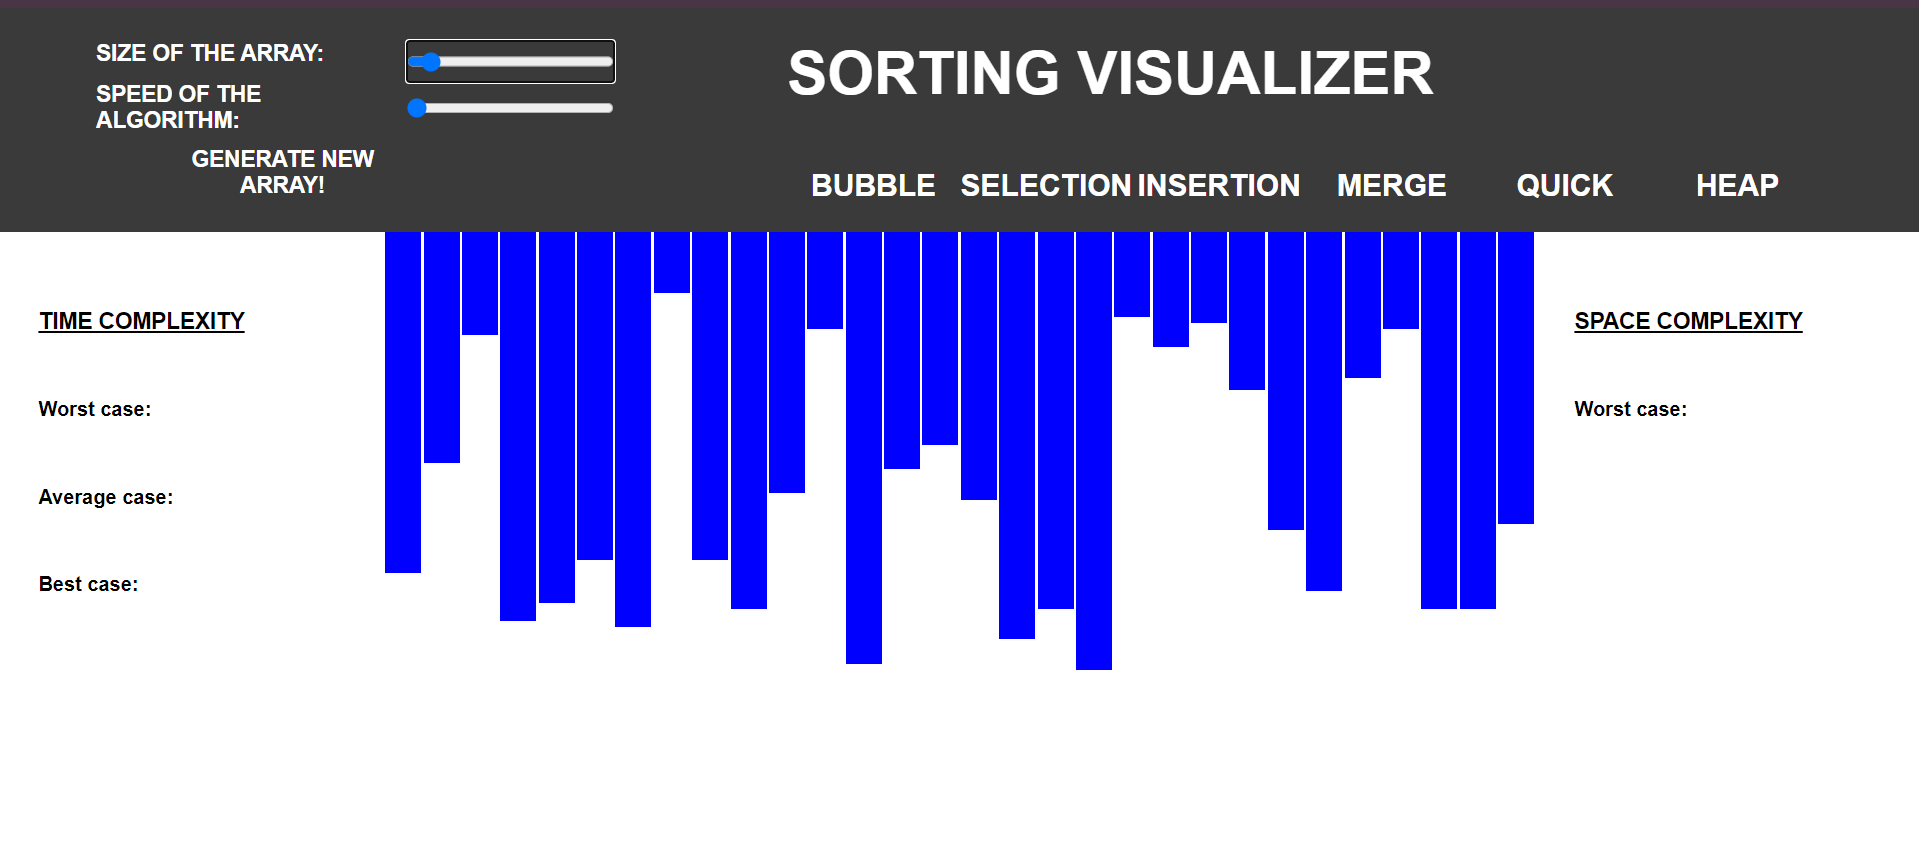 SIZE OF THE ARRAY:
SPEED OF THE
ALGORITHM:
GENERATE NEW
ARRAY!
SORTING VISUALIZER
BUBBLE SELECTION INSERTION MERGE QUICK HEAP
TIME COMPLEXITY
Worst case:
Average case:
Best case:
SPACE COMPLEXITY
Worst case: